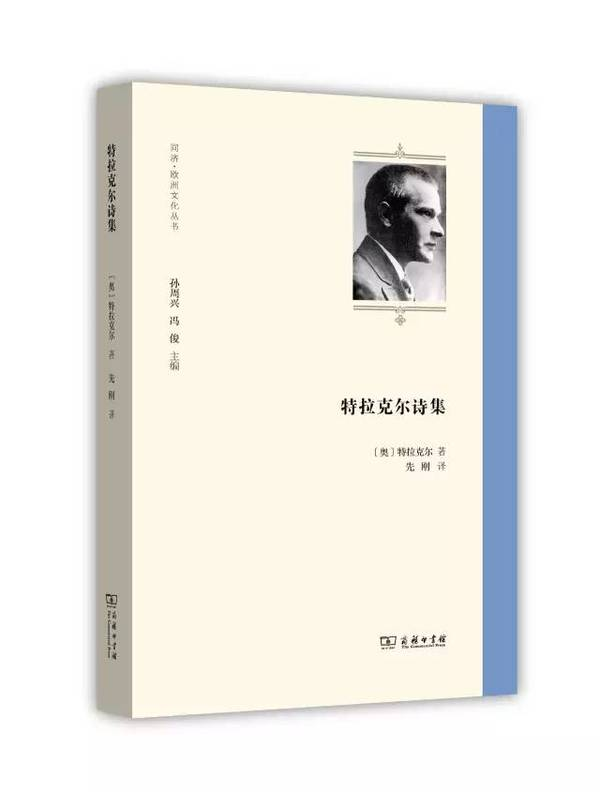 特拉克尔诗集
〔奥〕特拉克尔 著
先刚 译
商务印书馆
The Commercial Press
同济·欧洲文化丛书
孙周兴 冯俊 主编
特拉克尔诗集
〔奥〕特拉克尔 著
先刚 译
商务印书馆
The Commercial Press